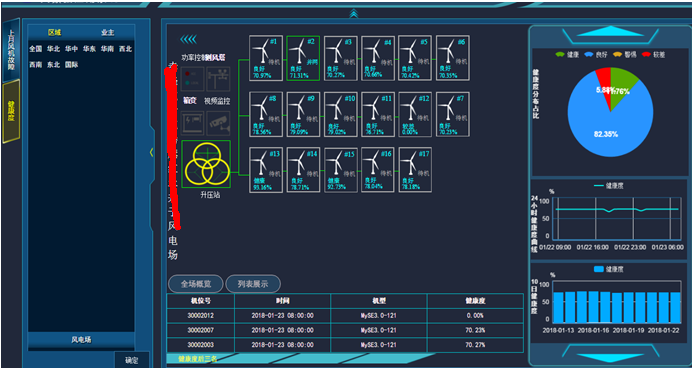 区域 业主
全国 华北 华中 华东 华南 西北
西南 东北 国际
上月风机故障
健康度
风电场
确定
功率控制
测风塔
视频监控
升压站
风
电
场
#1 待机 良好 70.97%
#2 并网 良好 71.31%
#3 待机 良好 70.27%
#4 待机 良好 70.66%
#5 待机 良好 70.42%
#6 待机 良好 70.35%
#8 待机 良好 78.56%
#9 待机 良好 79.09%
#10 待机 良好 79.02%
#11 待机 良好 76.71%
#12 待机 较差 0.00%
#7 待机 良好 70.23%
#13 待机 健康 93.16%
#14 待机 良好 78.71%
#15 待机 健康 92.73%
#16 待机 良好 78.04%
#17 待机 良好 78.18%
全场概览 列表展示
机位号 时间 机型 健康度
30002012 2018-01-23 08:00:00 MySE3.0-121 0.00%
30002007 2018-01-23 08:00:00 MySE3.0-121 70.23%
30002003 2018-01-23 08:00:00 MySE3.0-121 70.27%
健康度后三名
健康度分布占比
健康 良好 警惕 较差
5.88%
11.76%
82.35%
24小时健康度曲线
健康度
%
100
50
0
01/22 09:00 01/22 16:00 01/22 23:00 01/23 06:00
10日健康度
健康度
%
100
50
0
2018-01-13 2018-01-16 2018-01-19 2018-01-22